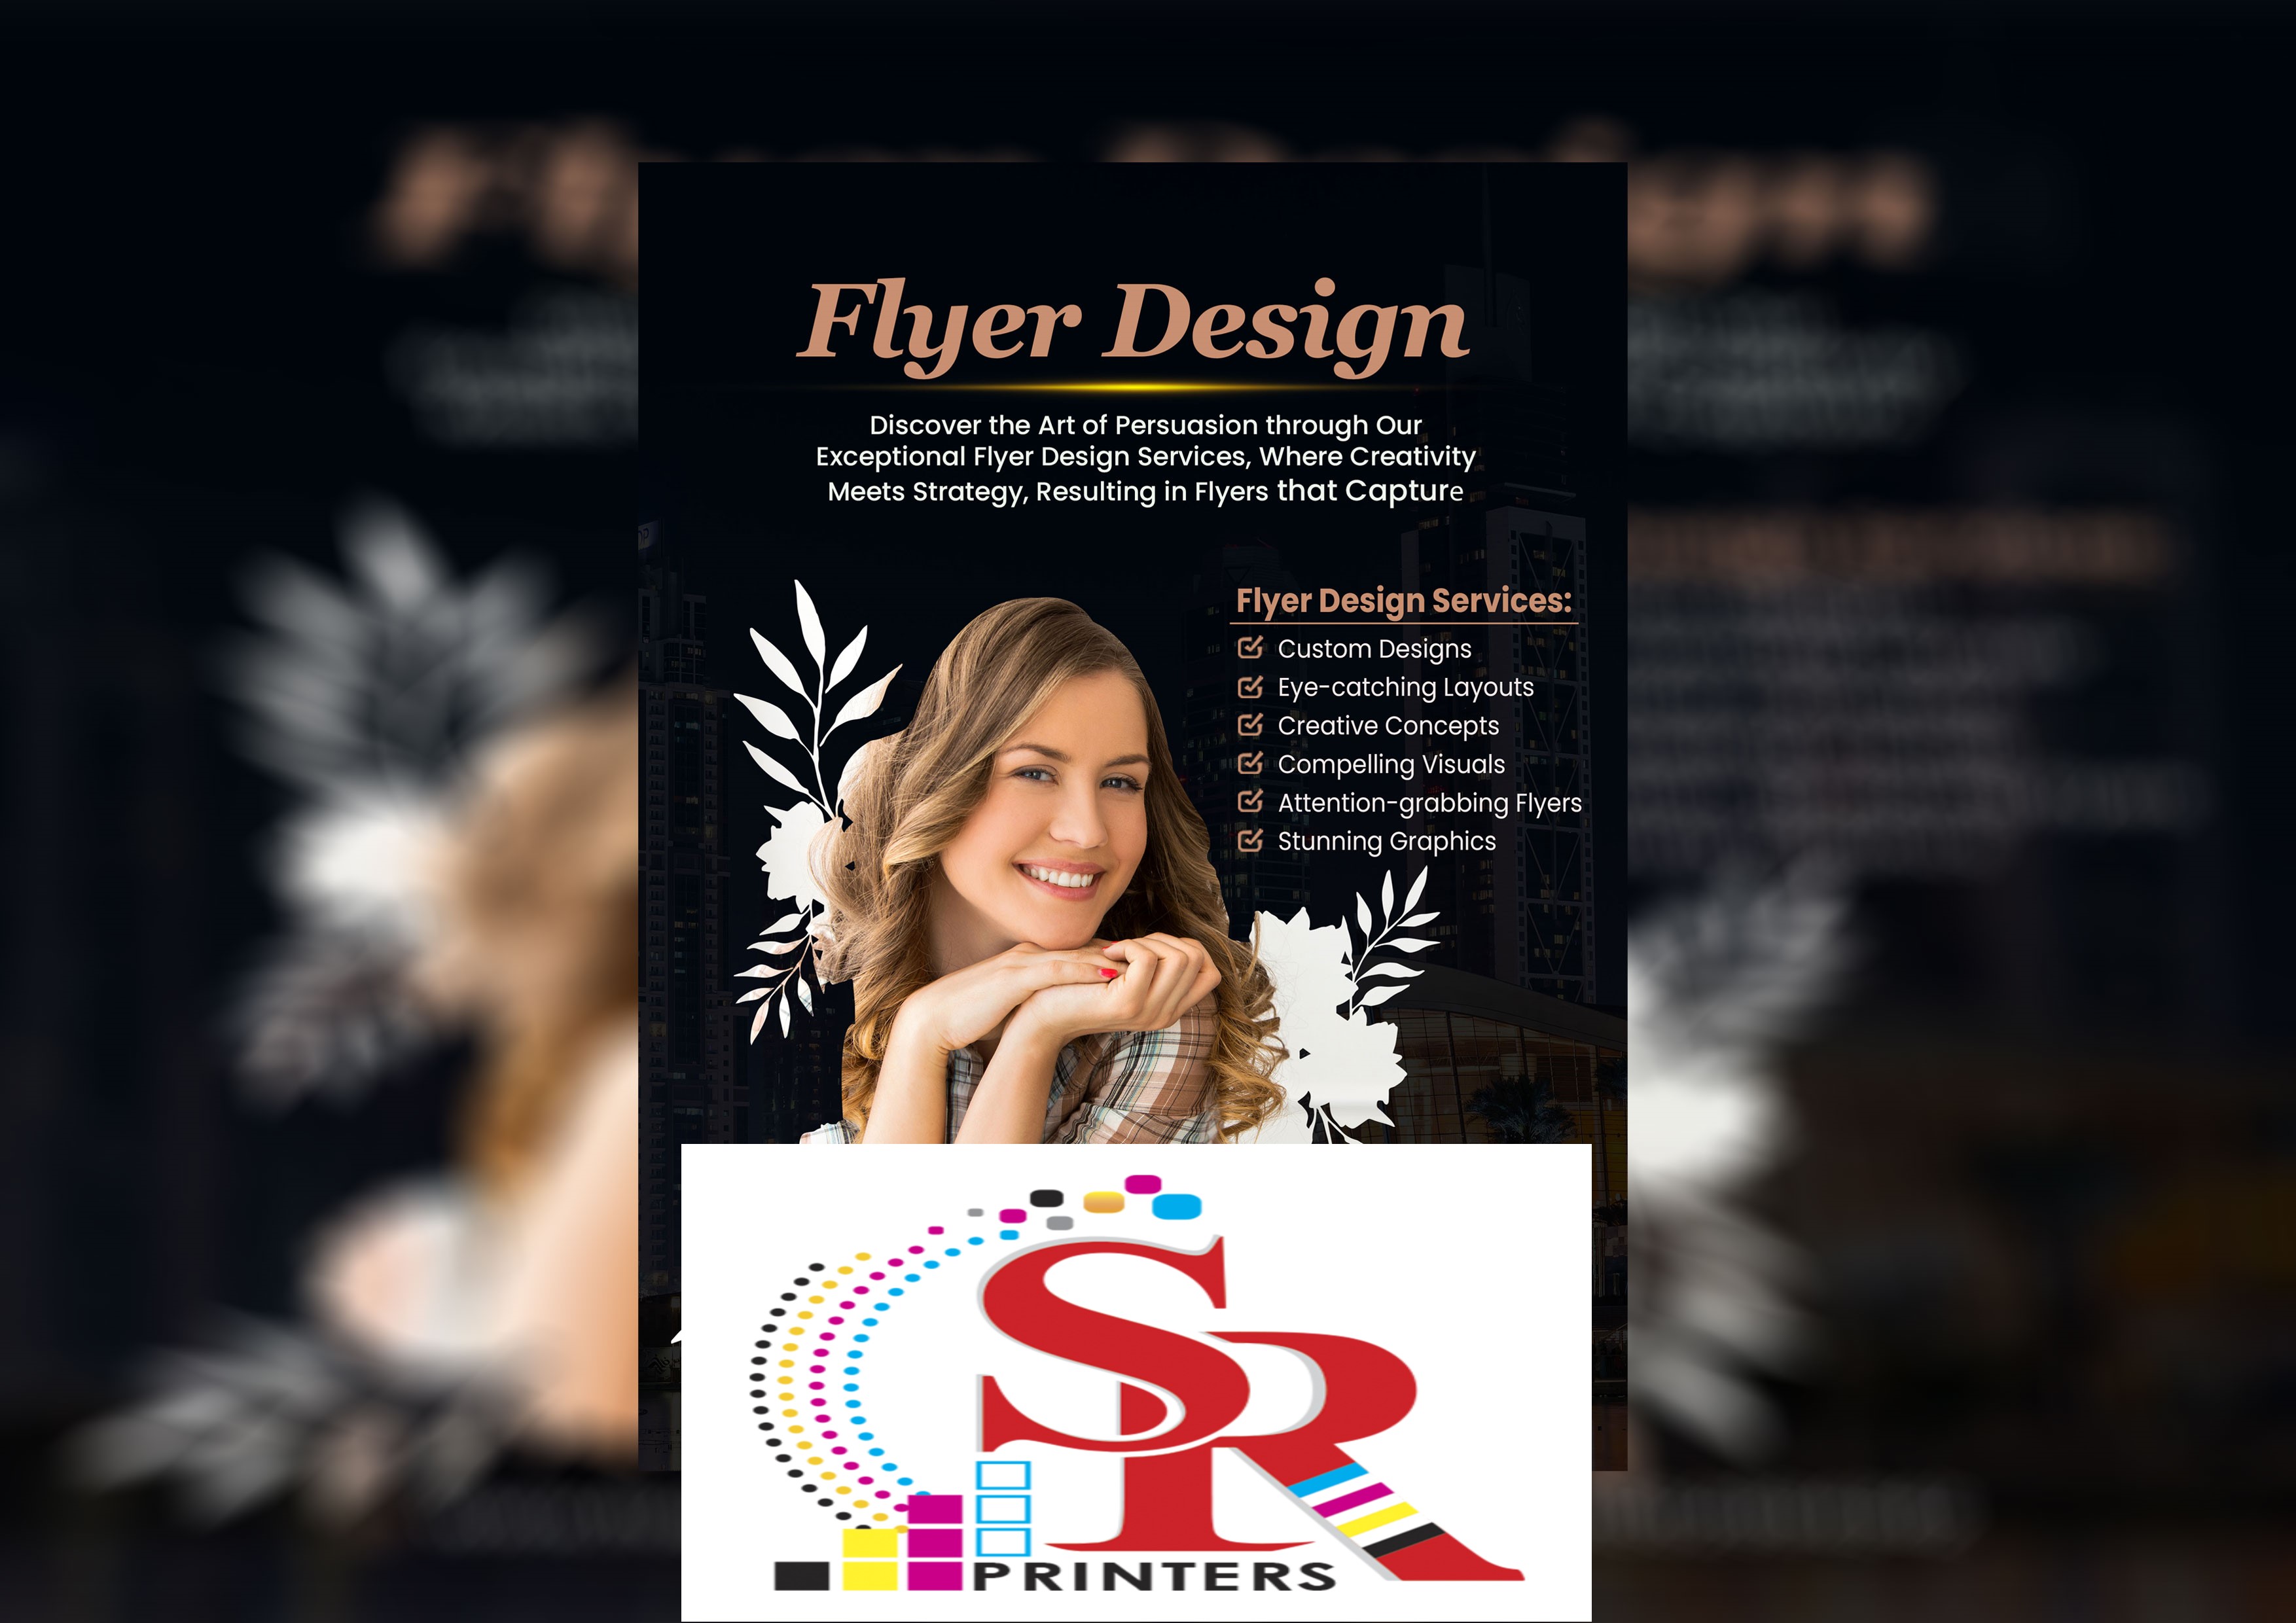 Flyer Design
Discover the Art of Persuasion through Our
Exceptional Flyer Design Services, Where Creativity
Meets Strategy, Resulting in Flyers that Capture
Flyer Design Services:
Custom Designs
Eye-catching Layouts
Creative Concepts
Compelling Visuals
Attention-grabbing Flyers
Stunning Graphics
SR
PRINTERS